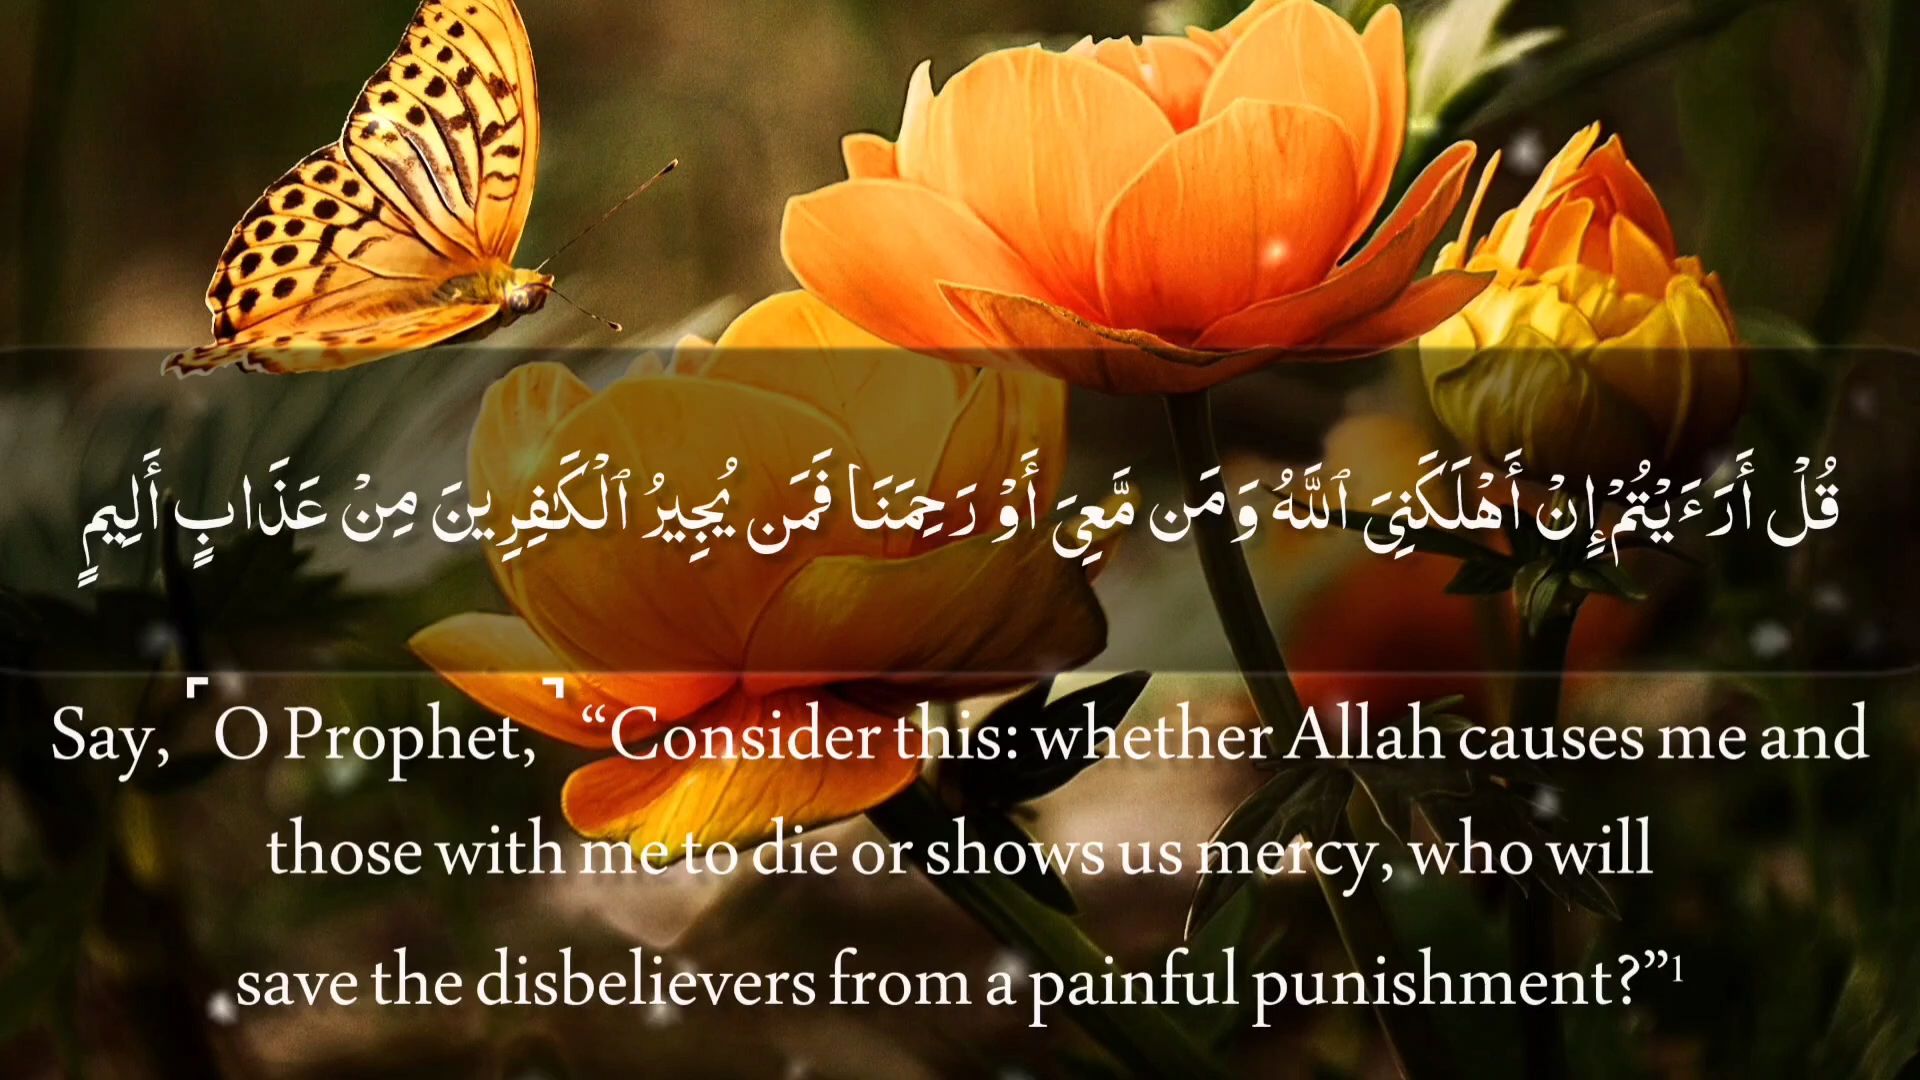 قُلْ أَرَءَيْتُمْ إِنْ أَهْلَكَنِىَ ٱللَّهُ وَمَن مَّعِىَ أَوْ رَحِمَنَا فَمَن يُجِيرُ ٱلْكَـٰفِرِينَ مِنْ عَذَابٍ أَلِيمٍ
Say, ⸢O Prophet,⸣ “Consider this: whether Allah causes me and
those with me to die or shows us mercy, who will
save the disbelievers from a painful punishment?”¹